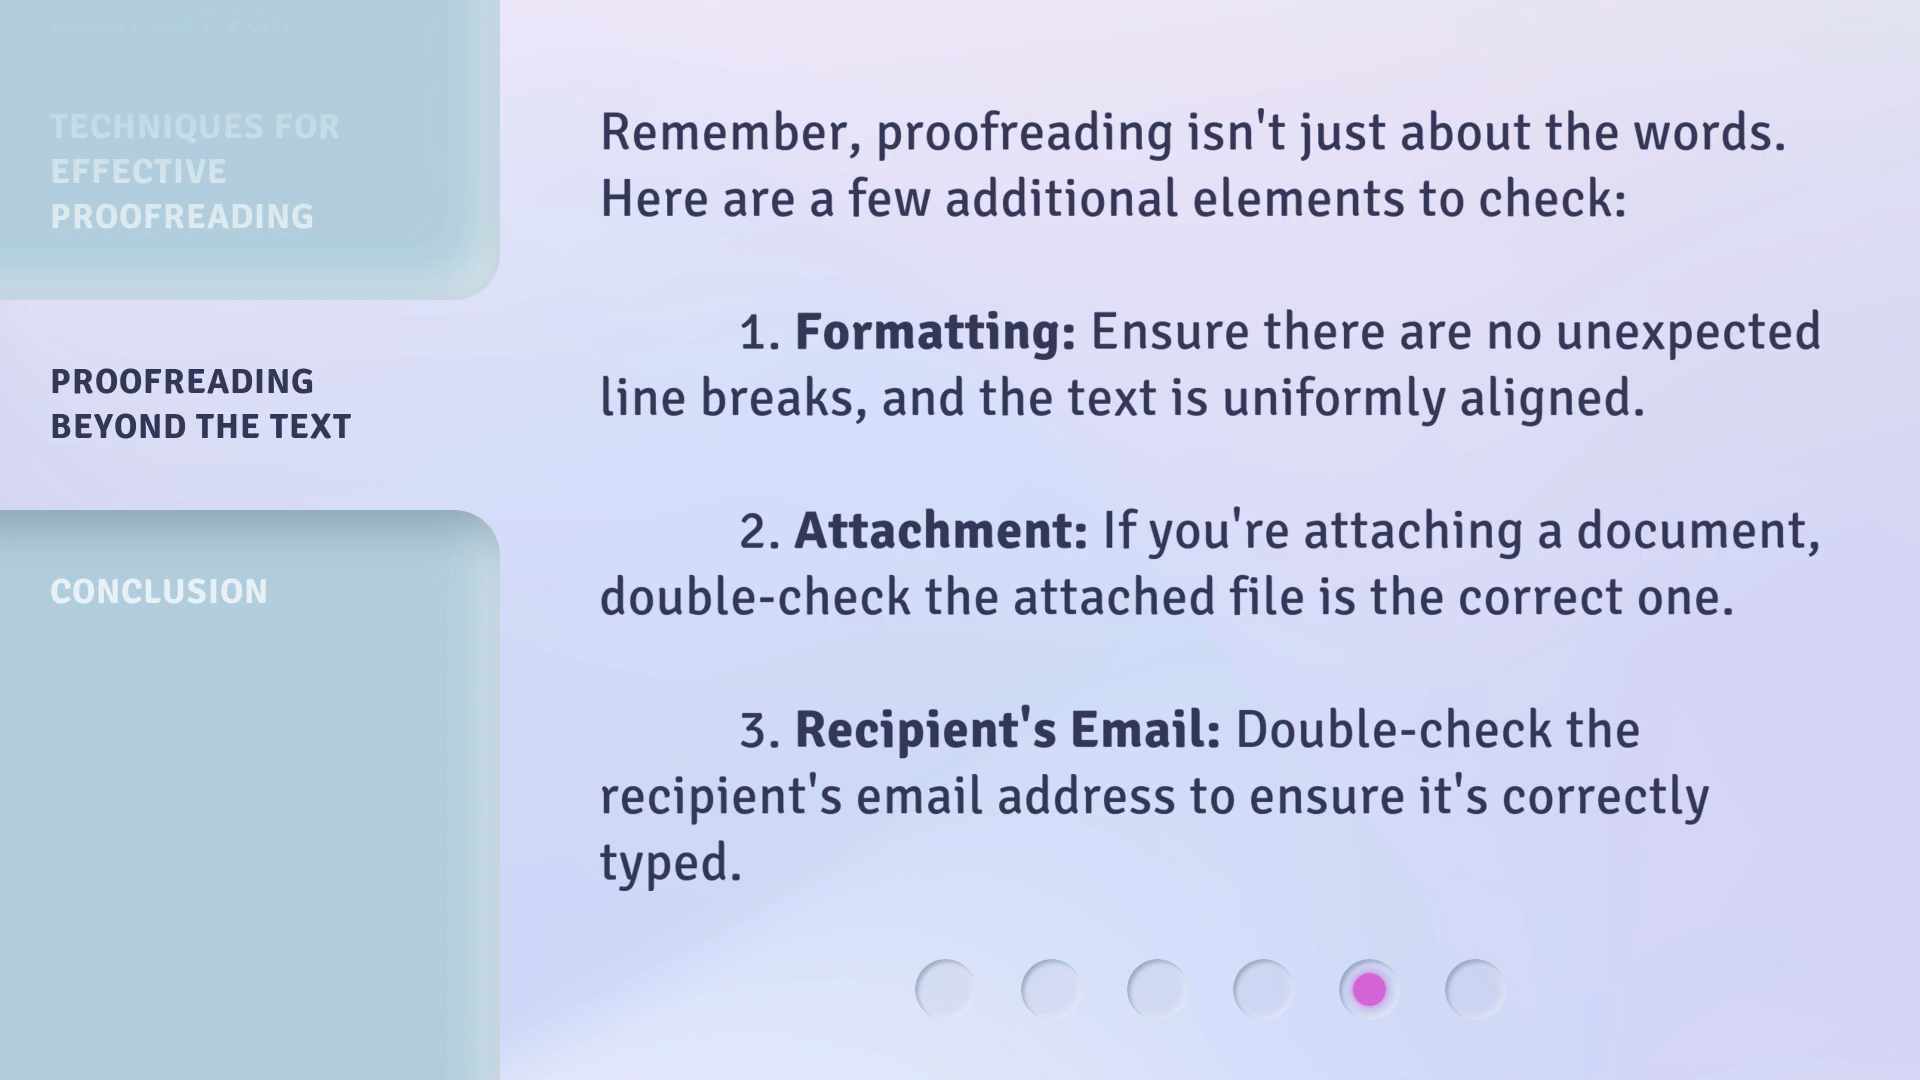 TECHNIQUES FOR
EFFECTIVE
PROOFREADING
PROOFREADING
BEYOND THE TEXT
CONCLUSION
Remember, proofreading isn't just about the words.
Here are a few additional elements to check:
1. Formatting: Ensure there are no unexpected
line breaks, and the text is uniformly aligned.
2. Attachment: If you're attaching a document,
double-check the attached file is the correct one.
3. Recipient's Email: Double-check the
recipient's email address to ensure it's correctly
typed.